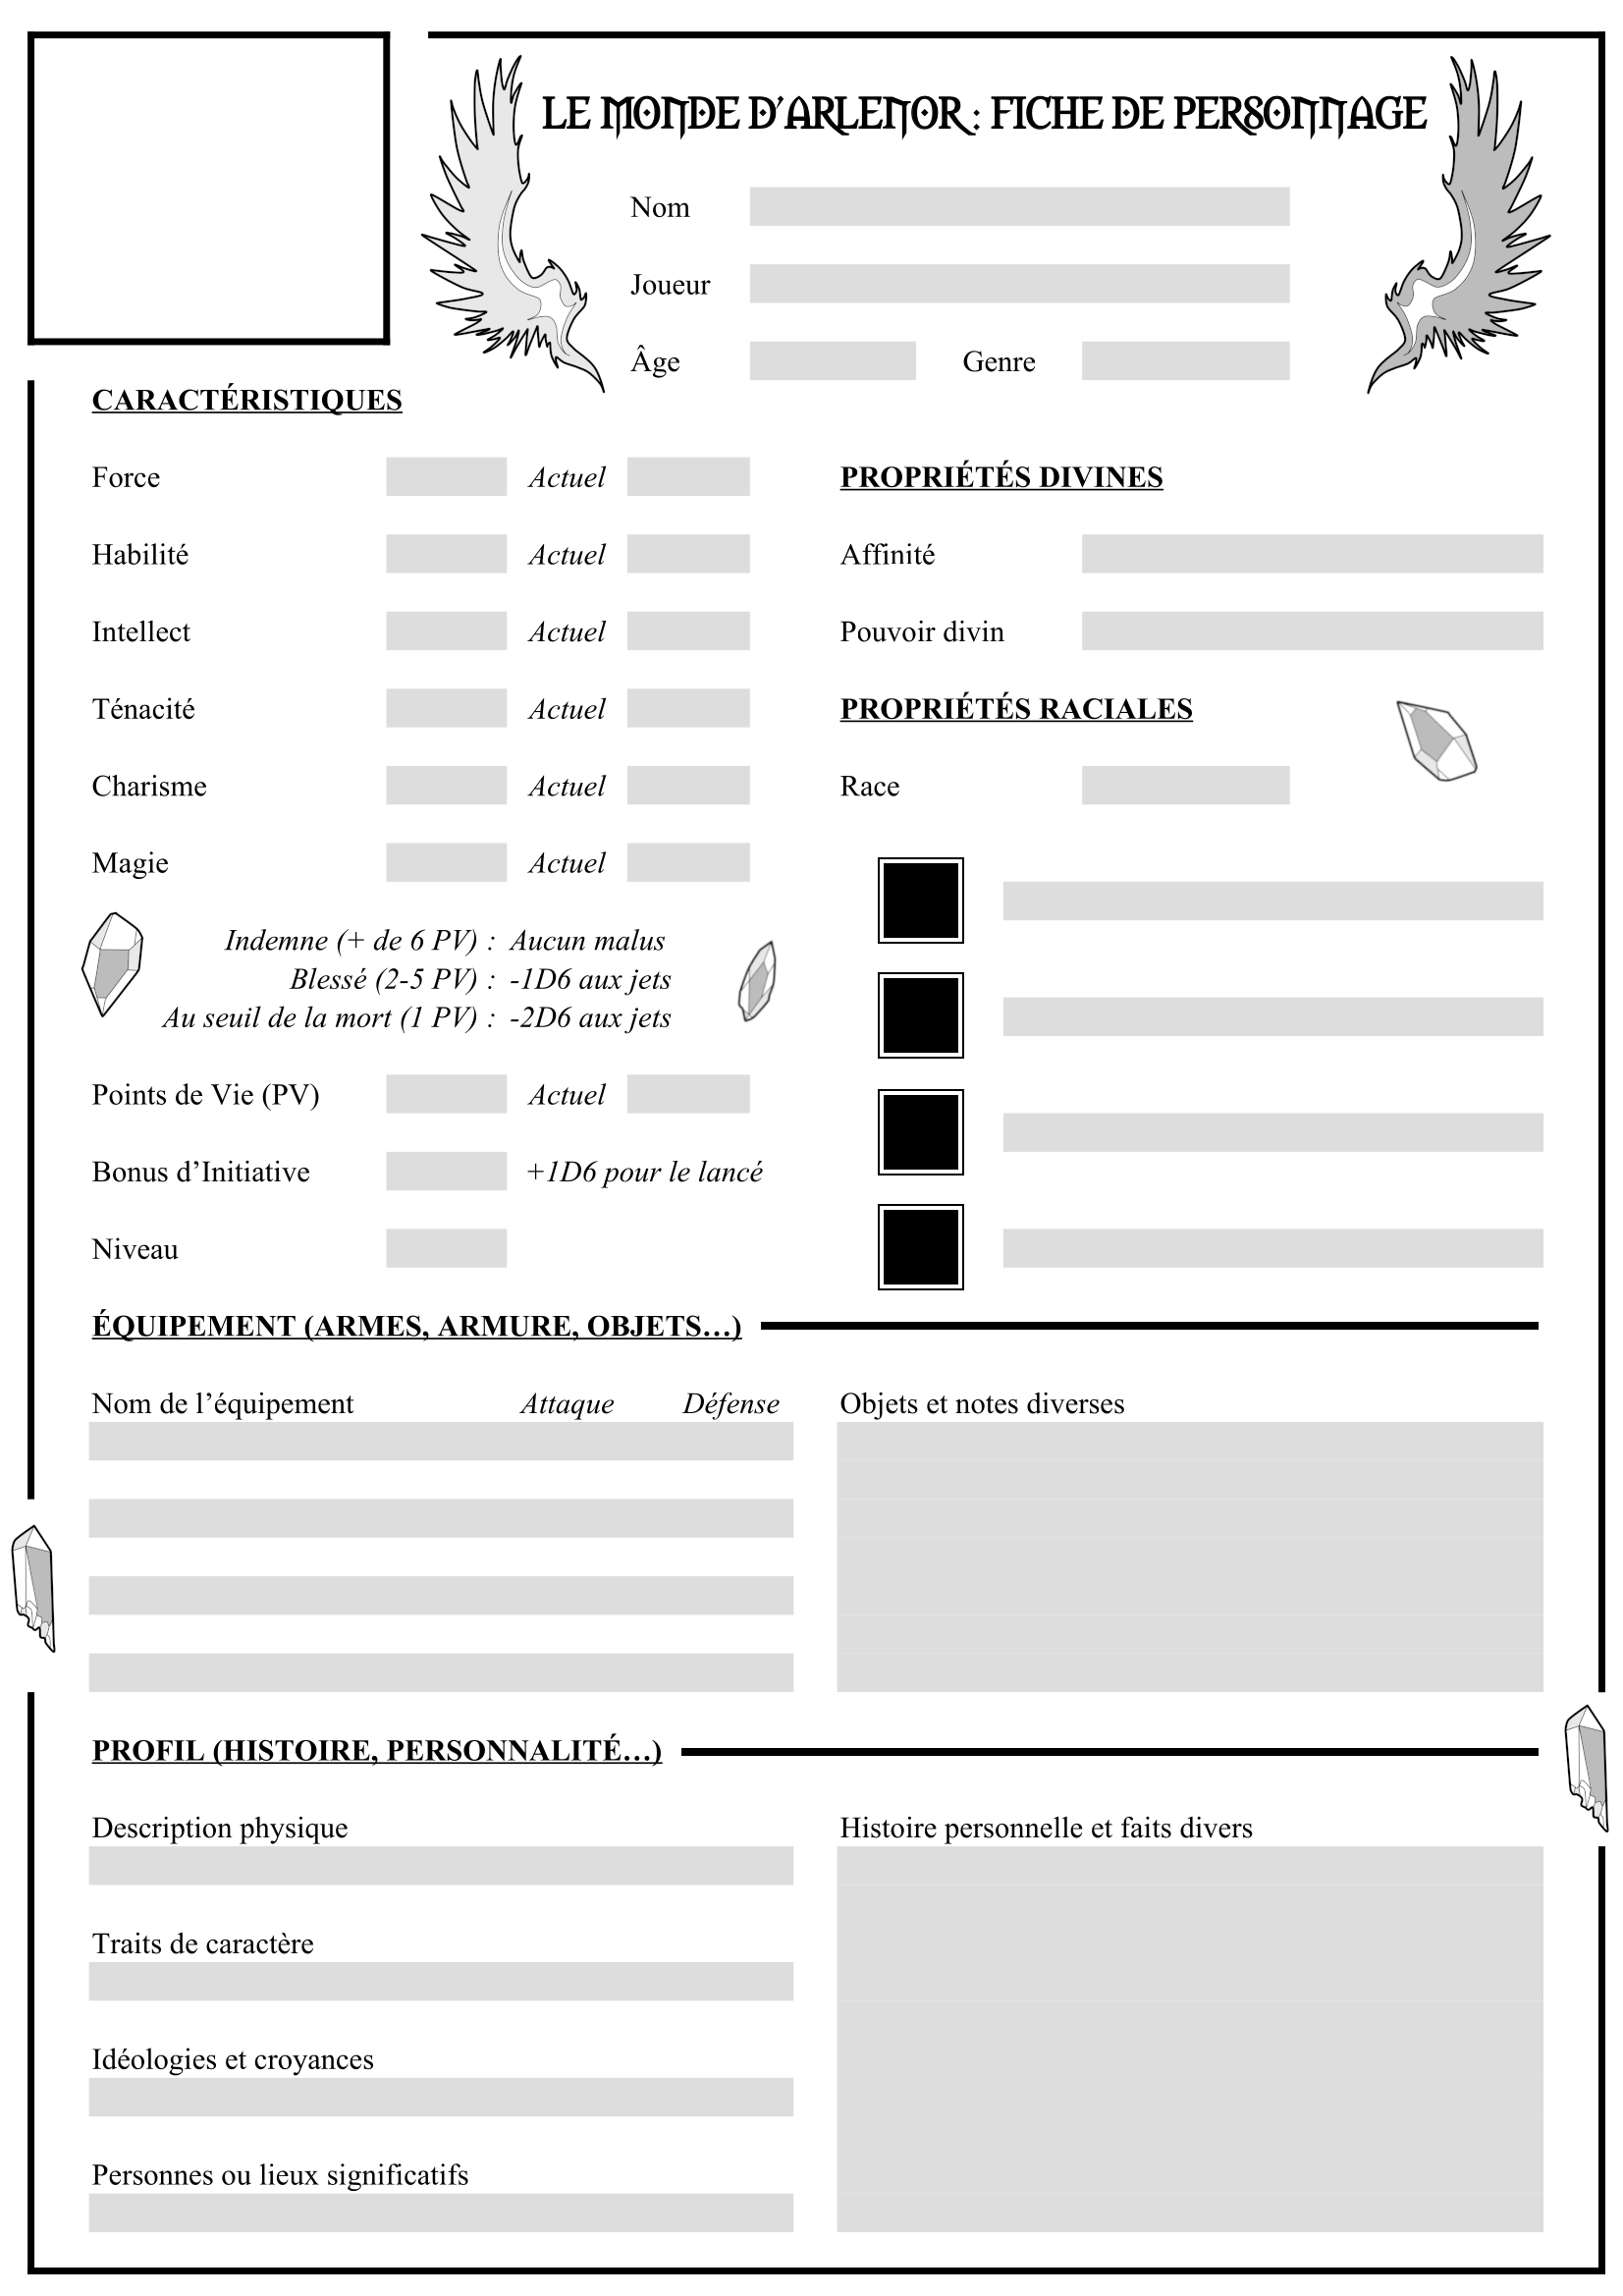 LE MONDE D'ARLENOR : FICHE DE PERSONNAGE
Nom
Joueur
Âge Genre
CARACTÉRISTIQUES
Force Actuel
Habilité Actuel
Intellect Actuel
Ténacité Actuel
Charisme Actuel
Magie Actuel
Indemne (+ de 6 PV) : Aucun malus
Blessé (2-5 PV) : -1D6 aux jets
Au seuil de la mort (1 PV) : -2D6 aux jets
Points de Vie (PV) Actuel
Bonus d’Initiative +1D6 pour le lancé
Niveau
PROPRIÉTÉS DIVINES
Affinité
Pouvoir divin
PROPRIÉTÉS RACIALES
Race
ÉQUIPEMENT (ARMES, ARMURE, OBJETS…)
Nom de l’équipement Attaque Défense
Objets et notes diverses
PROFIL (HISTOIRE, PERSONNALITÉ…)
Description physique
Traits de caractère
Idéologies et croyances
Personnes ou lieux significatifs
Histoire personnelle et faits divers